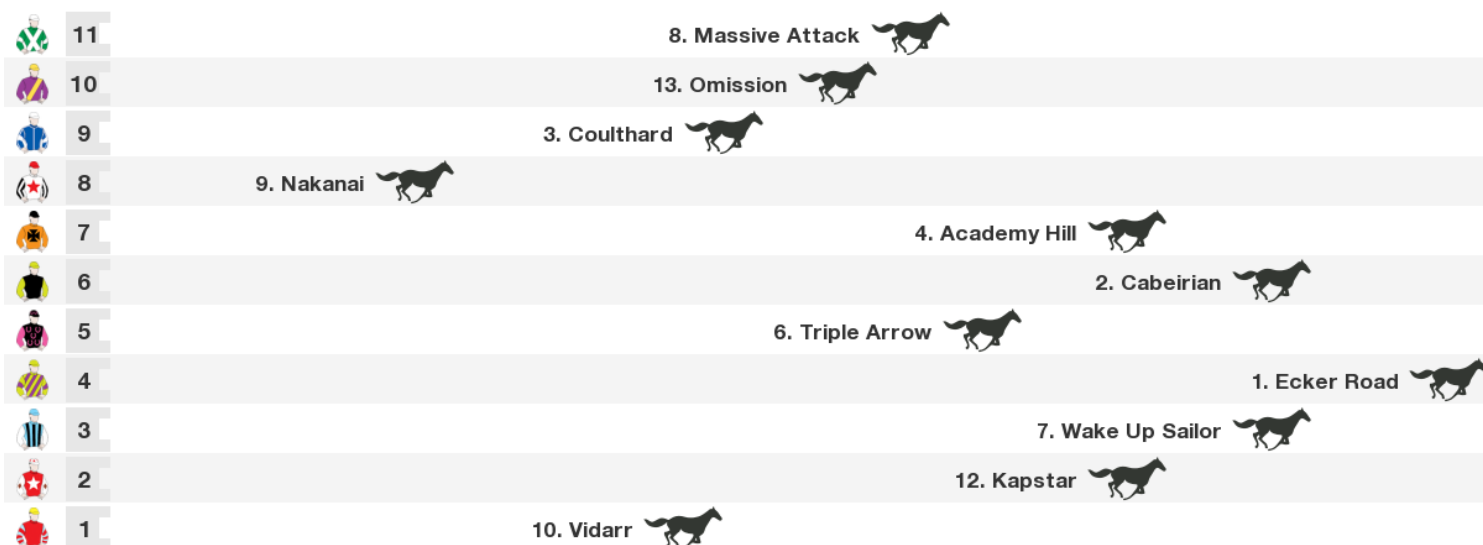 11 8. Massive Attack
10 13. Omission
9 3. Coulthard
8 9. Nakanai
7 4. Academy Hill
6 2. Cabeirian
5 6. Triple Arrow
4 1. Ecker Road
3 7. Wake Up Sailor
2 12. Kapstar
1 10. Vidarr